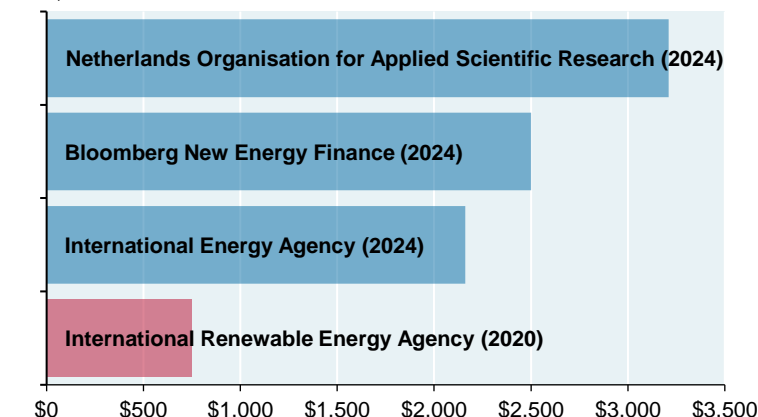 Netherlands Organisation for Applied Scientific Research (2024)
Bloomberg New Energy Finance (2024)
International Energy Agency (2024)
International Renewable Energy Agency (2020)
$0 $500 $1.000 $1.500 $2.000 $2.500 $3.000 $3.500